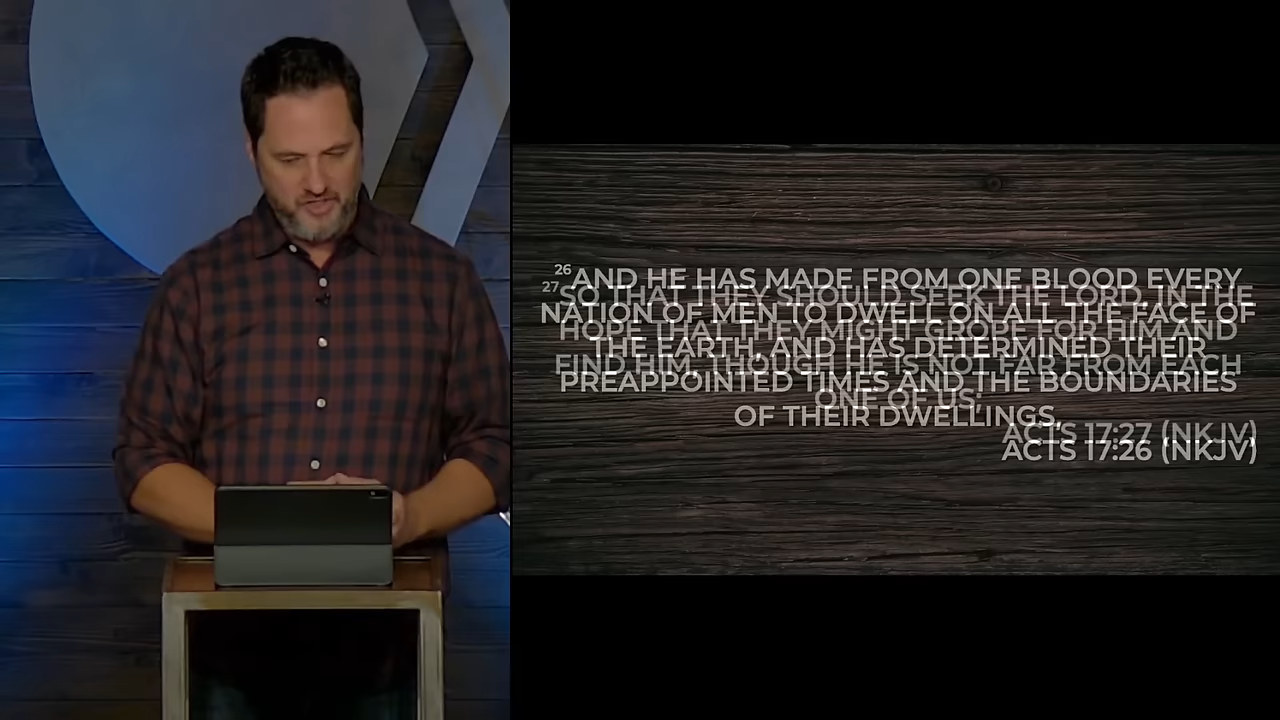 26 AND HE HAS MADE FROM ONE BLOOD EVERY
NATION OF MEN TO DWELL ON ALL THE FACE OF
THE EARTH, AND HAS DETERMINED THEIR
PREAPPOINTED TIMES AND THE BOUNDARIES
OF THEIR DWELLINGS,
ACTS 17:26 (NKJV)
27 SO THAT THEY SHOULD SEEK THE LORD, IN THE
HOPE THAT THEY MIGHT GROPE FOR HIM AND
FIND HIM, THOUGH HE IS NOT FAR FROM EACH
ONE OF US;
ACTS 17:27 (NKJV)